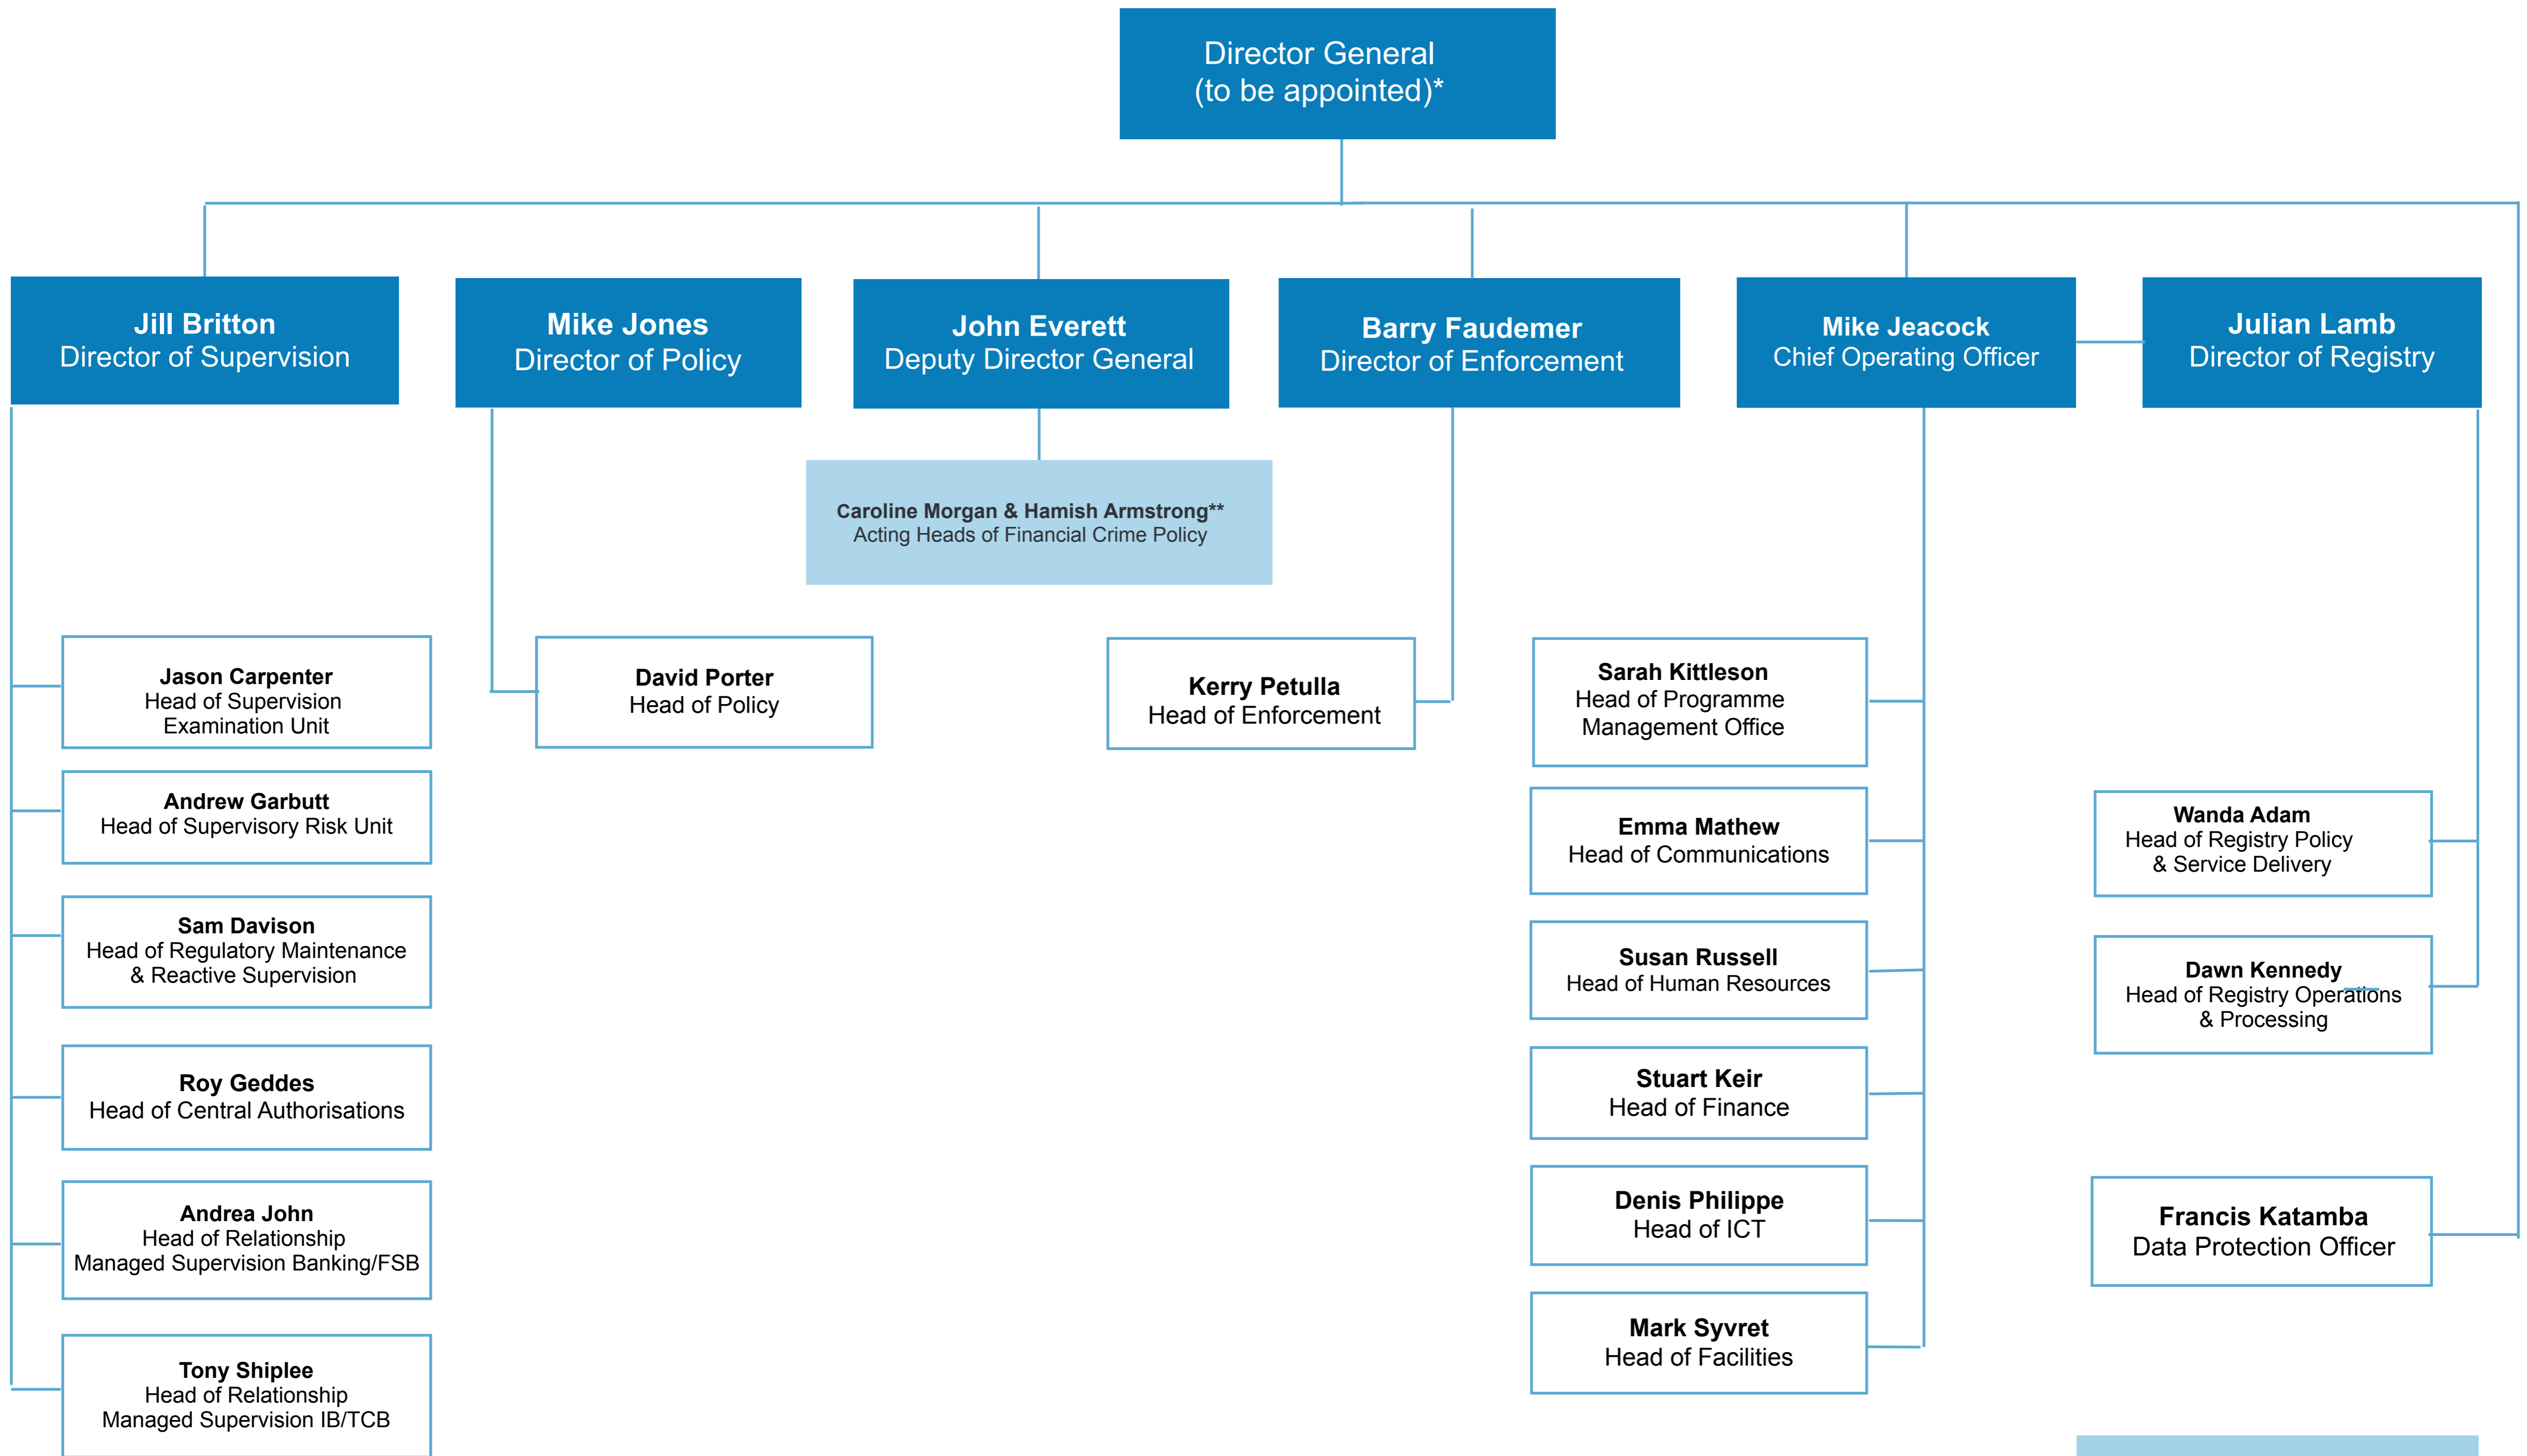 Director General
(to be appointed)*
Jill Britton
Director of Supervision
Mike Jones
Director of Policy
John Everett
Deputy Director General
Barry Faudemer
Director of Enforcement
Mike Jeacock
Chief Operating Officer
Julian Lamb
Director of Registry
Caroline Morgan & Hamish Armstrong**
Acting Heads of Financial Crime Policy
Jason Carpenter
Head of Supervision
Examination Unit
Andrew Garbutt
Head of Supervisory Risk Unit
Sam Davison
Head of Regulatory Maintenance
& Reactive Supervision
Roy Geddes
Head of Central Authorisations
Andrea John
Head of Relationship
Managed Supervision Banking/FSB
Tony Shiplee
Head of Relationship
Managed Supervision IB/TCB
David Porter
Head of Policy
Kerry Petulla
Head of Enforcement
Sarah Kittleson
Head of Programme
Management Office
Emma Mathew
Head of Communications
Susan Russell
Head of Human Resources
Stuart Keir
Head of Finance
Denis Philippe
Head of ICT
Mark Syvret
Head of Facilities
Wanda Adam
Head of Registry Policy
& Service Delivery
Dawn Kennedy
Head of Registry Operations
& Processing
Francis Katamba
Data Protection Officer